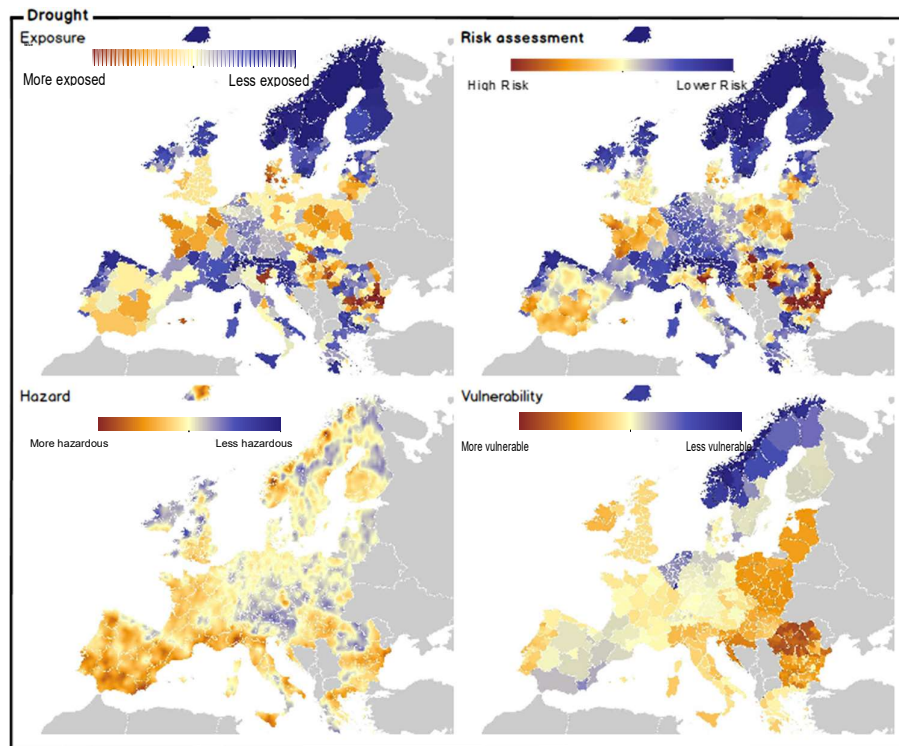 Drought
Exposure
More exposed
Less exposed
Risk assessment
High Risk
Lower Risk
Hazard
More hazardous
Less hazardous
Vulnerability
More vulnerable
Less vulnerable